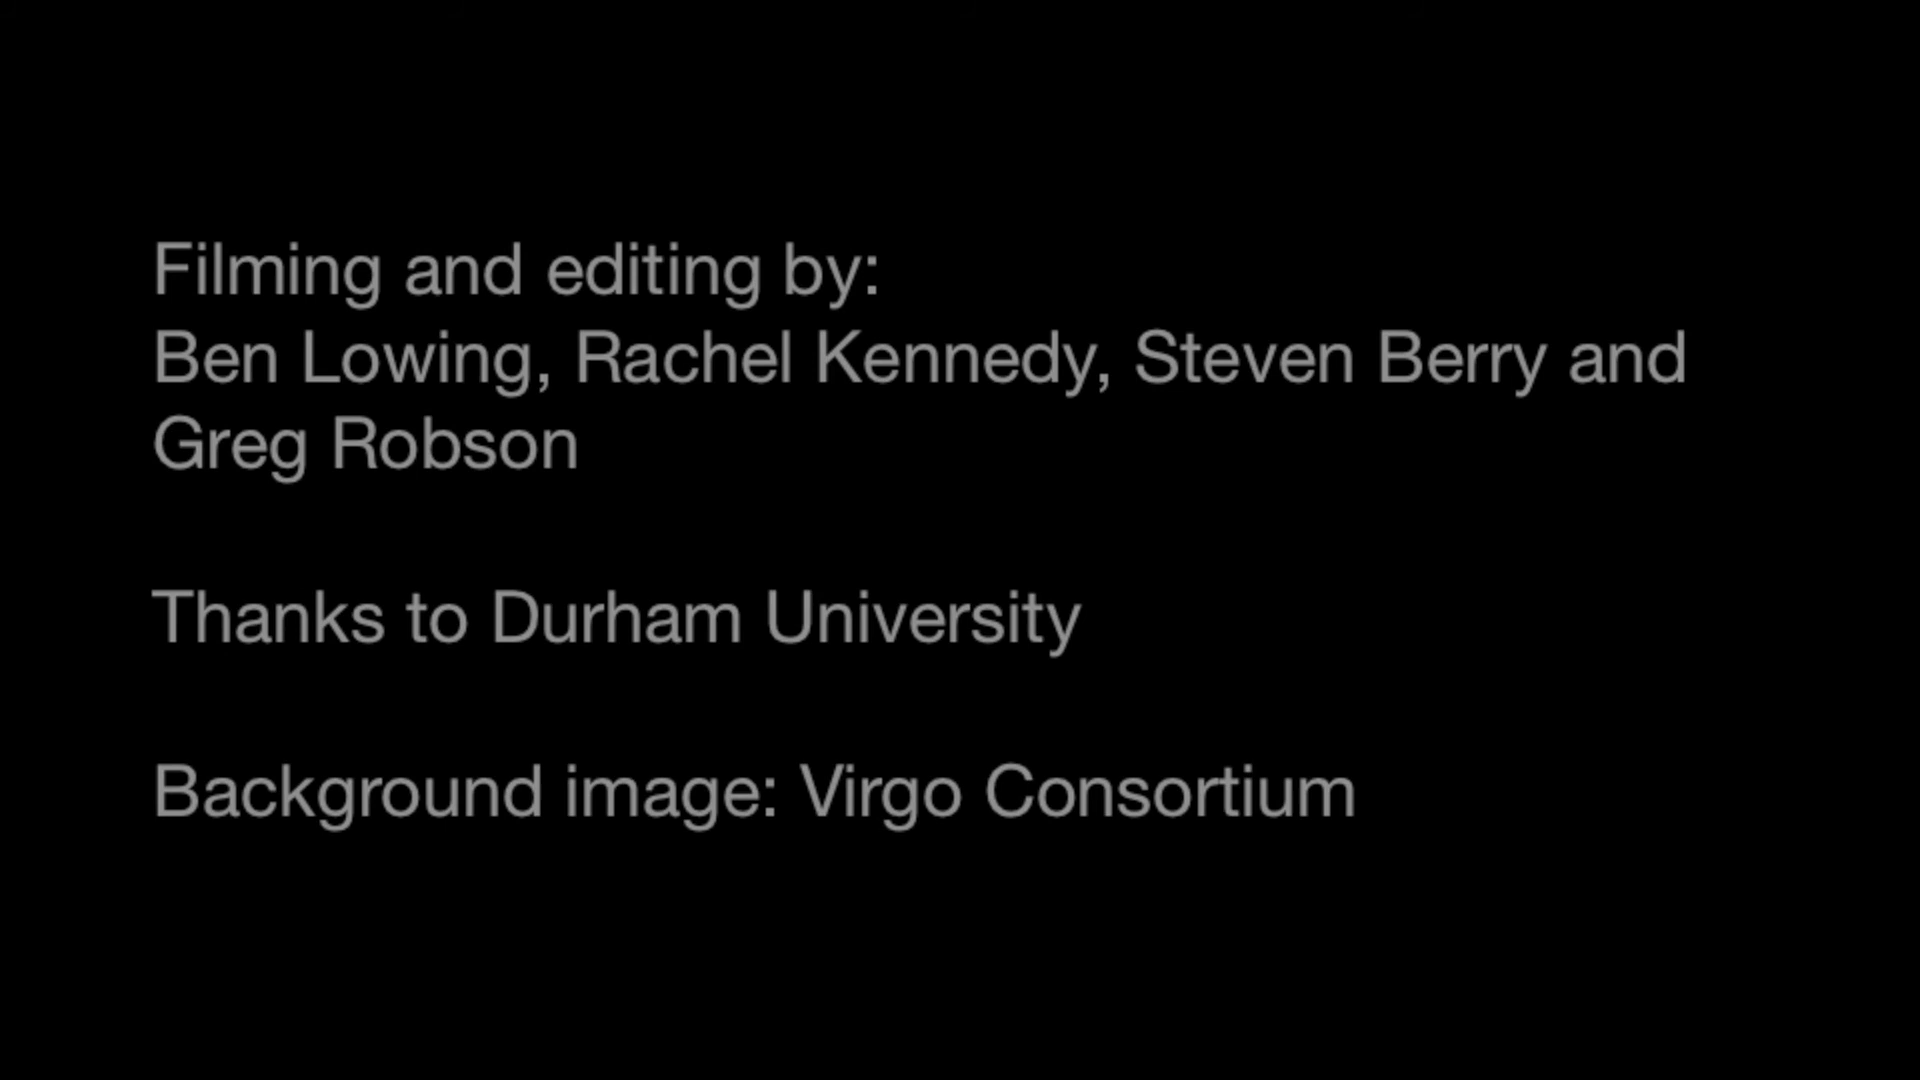 Filming and editing by:
Ben Lowing, Rachel Kennedy, Steven Berry and
Greg Robson
Thanks to Durham University
Background image: Virgo Consortium